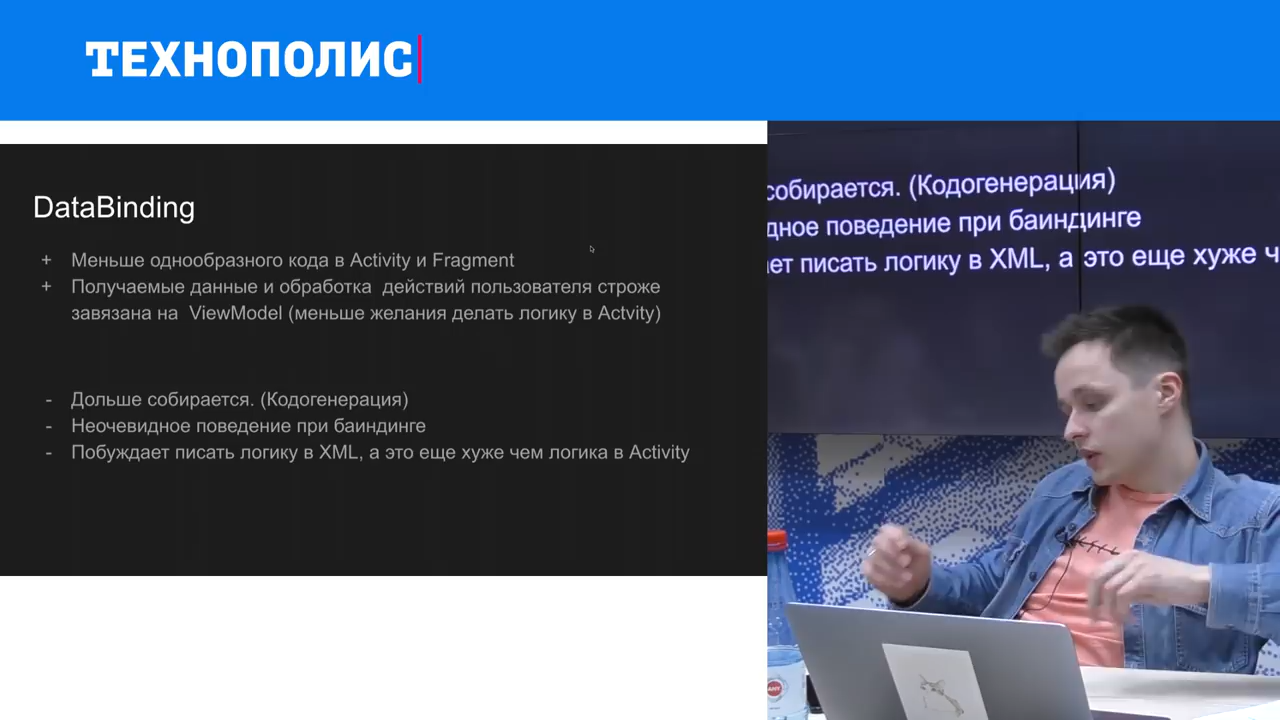 ТЕХНОПОЛИС
DataBinding
+ Меньше однообразного кода в Activity и Fragment
+ Получаемые данные и обработка действий пользователя строже
завязана на ViewModel (меньше желания делать логику в Actvity)
- Дольше собирается. (Кодогенерация)
- Неочевидное поведение при баиндинге
- Побуждает писать логику в XML, а это еще хуже чем логика в Activity
собирается. (Кодогенерация)
дное поведение при баиндинге
ает писать логику в XML, а это еще хуже ч